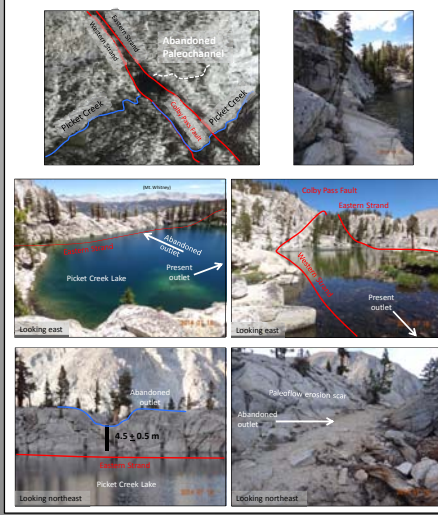 Eastern Strand
Western Strand
Abandoned
Paleochannel
Picket Creek
Colby Pass Fault
Picket Creek
(Mt. Whitney)
Eastern Strand
Abandoned
outlet
Picket Creek Lake
Present
outlet
Looking east
Colby Pass Fault
Eastern Strand
Western Strand
Present
outlet
Looking east
Abandoned
outlet
4.5 ± 0.5 m
Eastern Strand
Picket Creek Lake
Looking northeast
Paleoflow erosion scar
Abandoned
outlet
Looking northeast